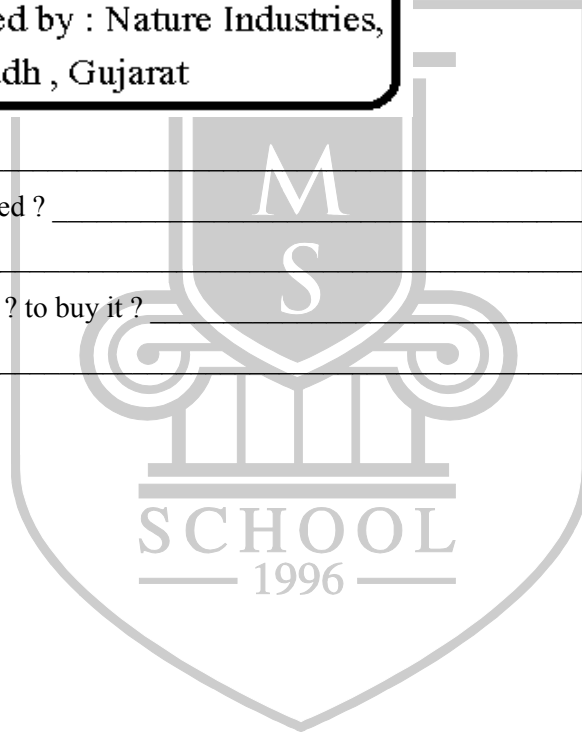 ed by : Nature Industries,
dh , Gujarat
ed ?
? to buy it ?
M
S
SCHOOL
1996